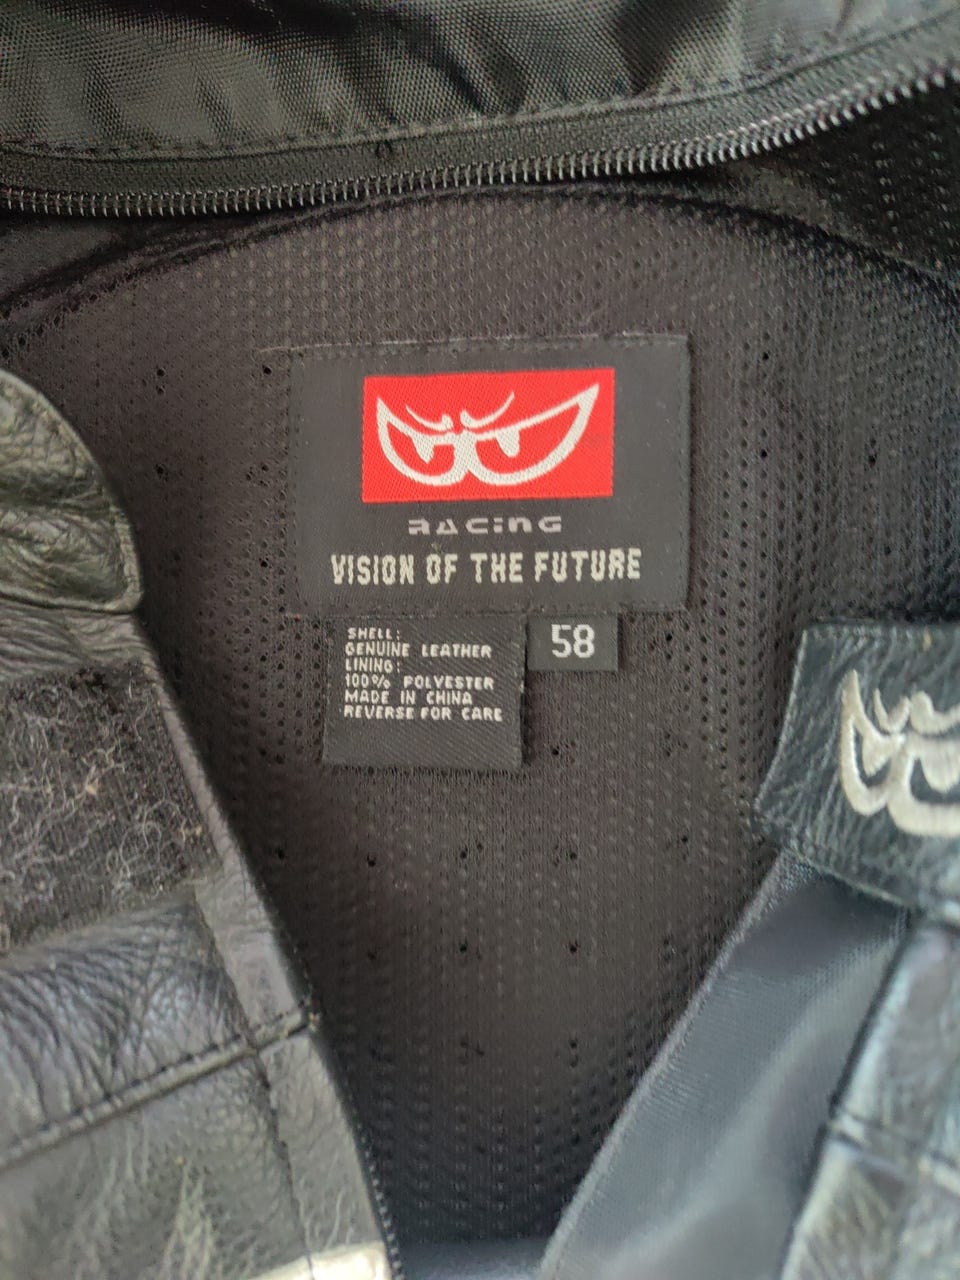 RACING
VISION OF THE FUTURE
SHELL:
GENUINE LEATHER
LINING:
100% POLYESTER
MADE IN CHINA
REVERSE FOR CARE
58